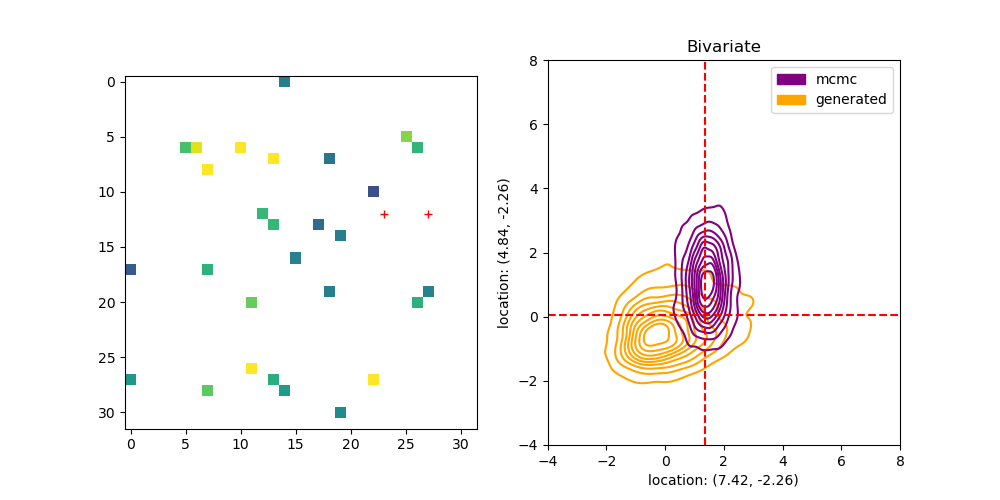 Bivariate
mcmc
generated
0
5
10
15
20
25
30
0 5 10 15 20 25 30
location: (4.84, -2.26)
8
6
4
2
0
−2
−4
−4 −2 0 2 4 6 8
location: (7.42, -2.26)